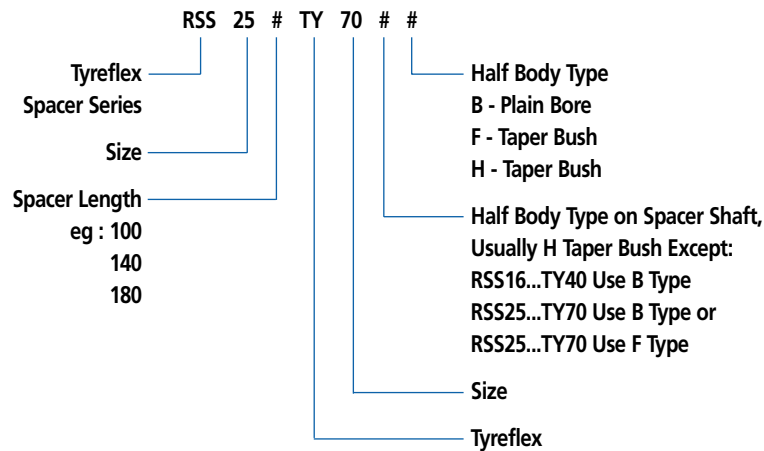 RSS 25 # TY 70 # #
Tyreflex
Spacer Series
Size
Spacer Length
eg : 100
140
180
Half Body Type
B - Plain Bore
F - Taper Bush
H - Taper Bush
Half Body Type on Spacer Shaft,
Usually H Taper Bush Except:
RSS16...TY40 Use B Type
RSS25...TY70 Use B Type or
RSS25...TY70 Use F Type
Size
Tyreflex